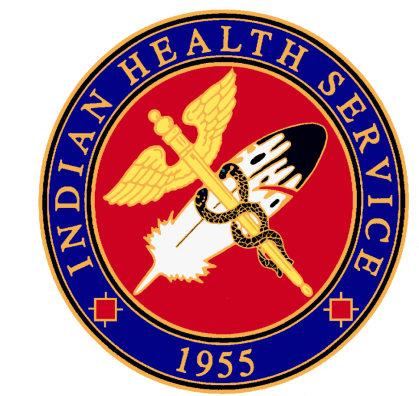 INDIAN HEALTH SERVICE
1955